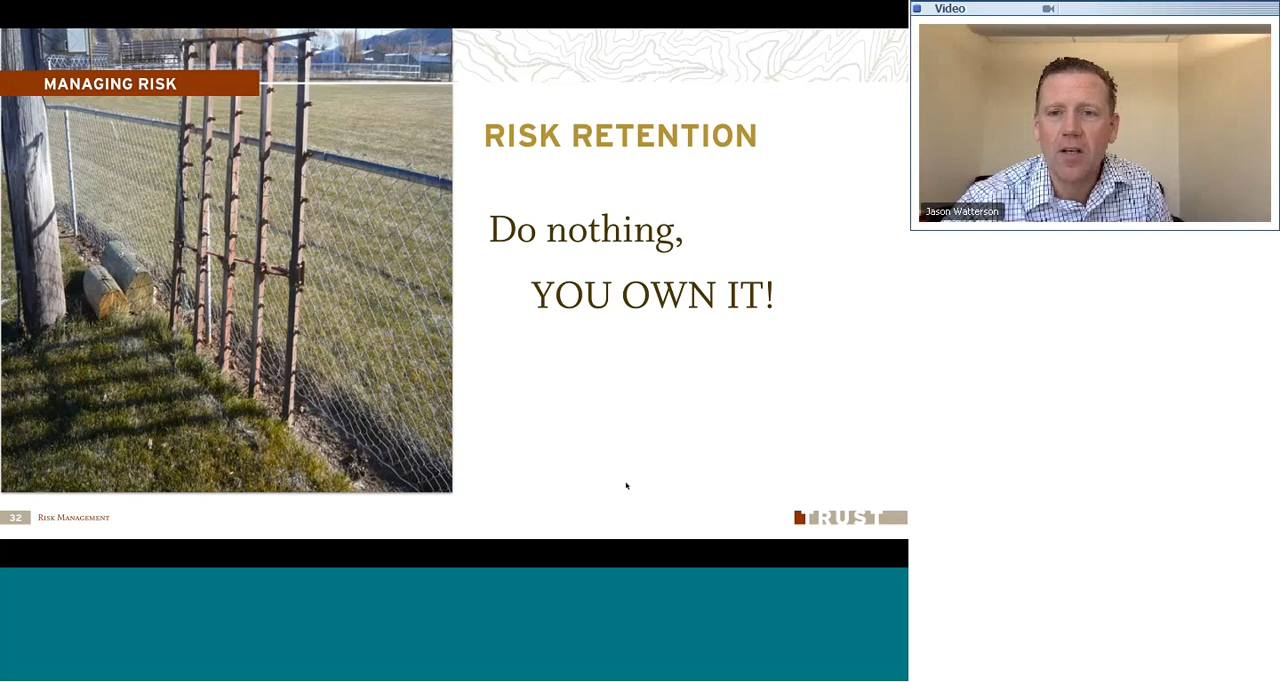 Video
MANAGING RISK
RISK RETENTION
Do nothing,
YOU OWN IT!
Jason Watterson
32
Risk Management
TRUST